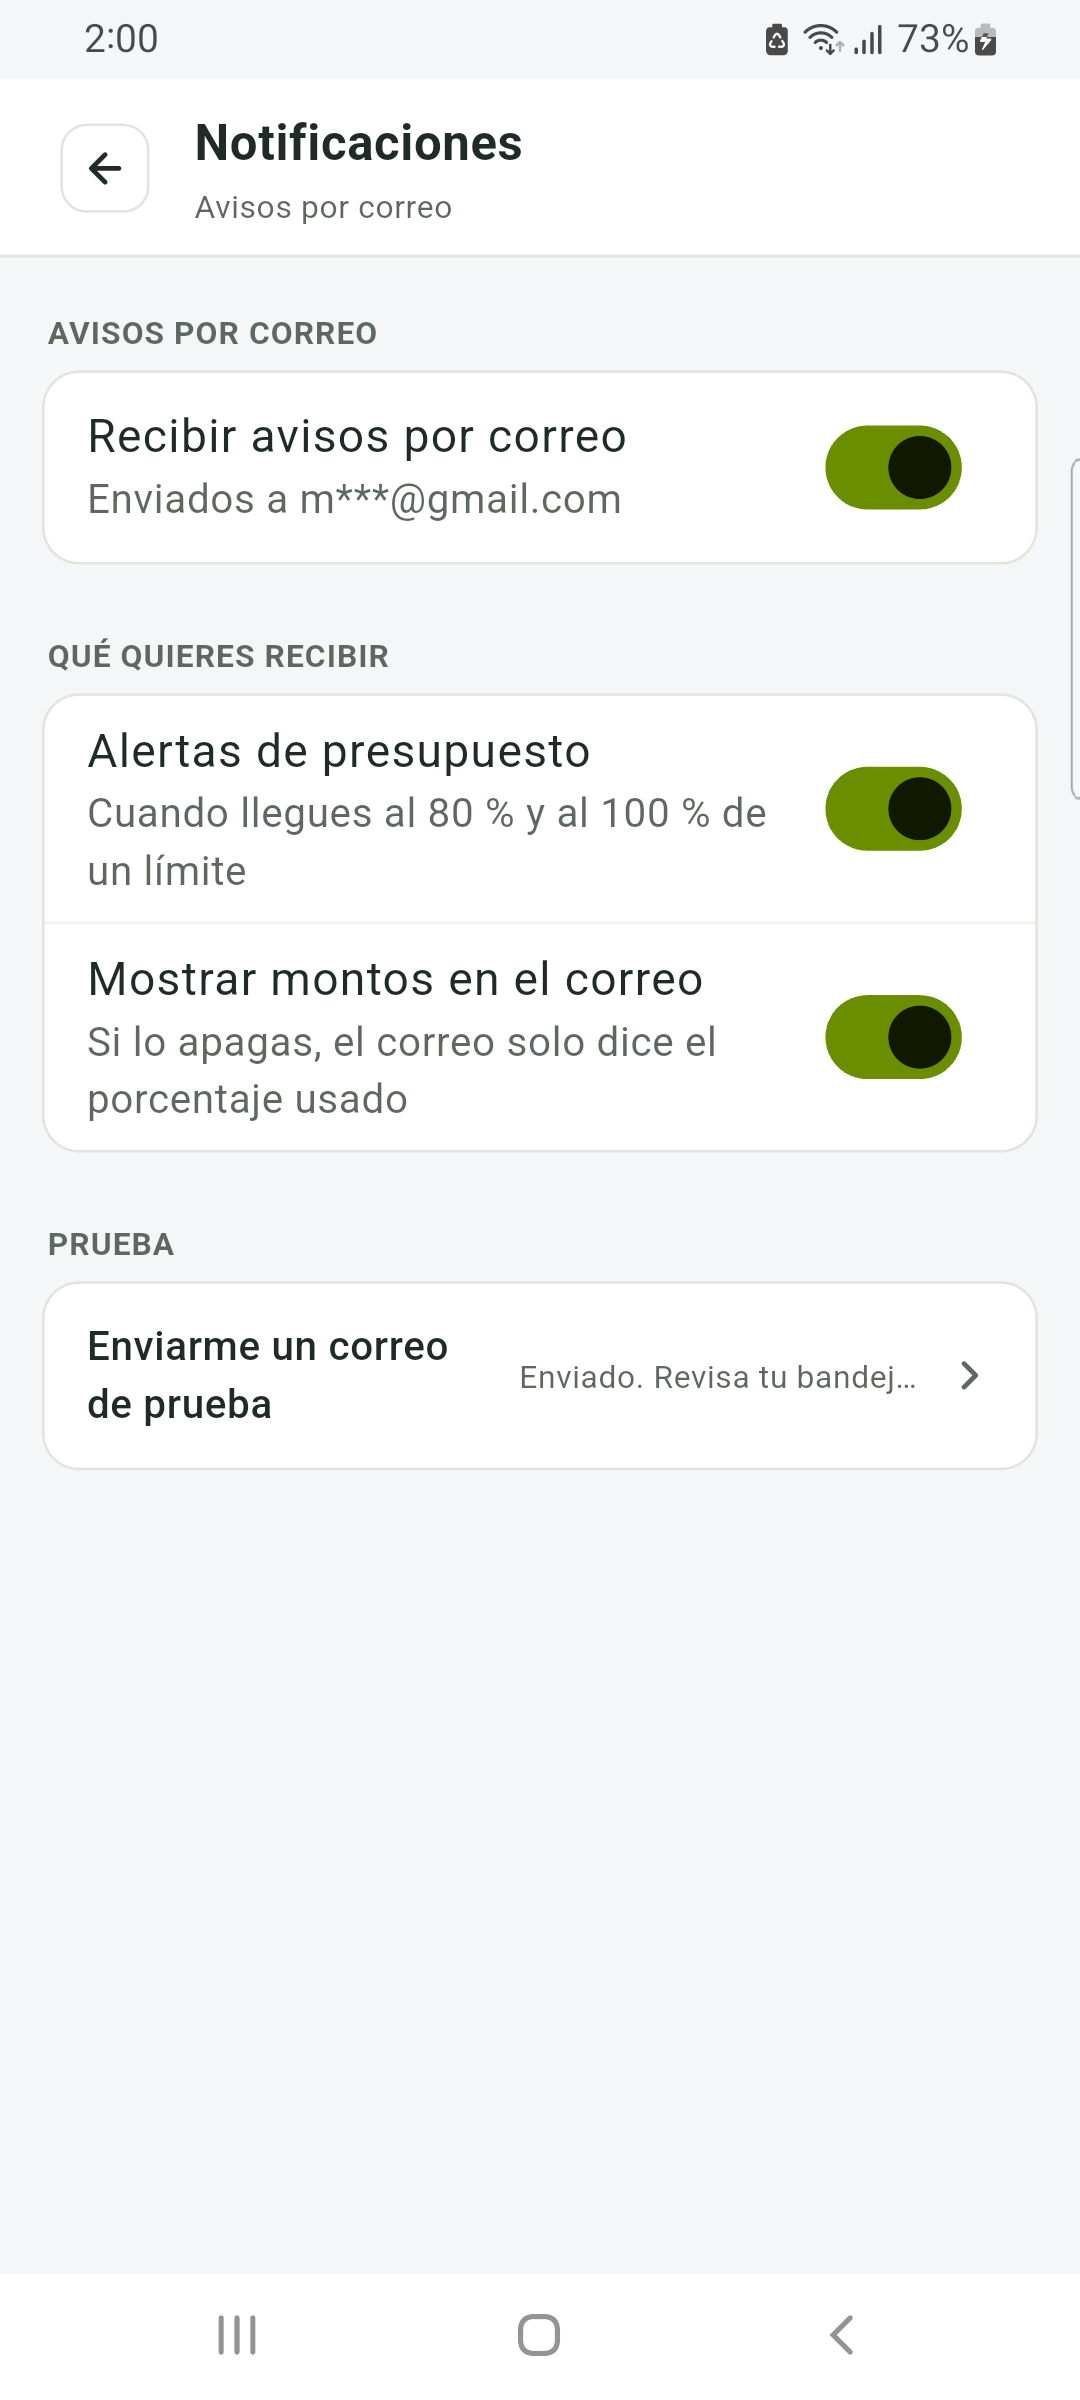 2:00
73%
Notificaciones
Avisos por correo
AVISOS POR CORREO
Recibir avisos por correo
Enviados a m***@gmail.com
QUÉ QUIERES RECIBIR
Alertas de presupuesto
Cuando llegues al 80 % y al 100 % de
un límite
Mostrar montos en el correo
Si lo apagas, el correo solo dice el
porcentaje usado
PRUEBA
Enviarme un correo
de prueba
Enviado. Revisa tu bandej…